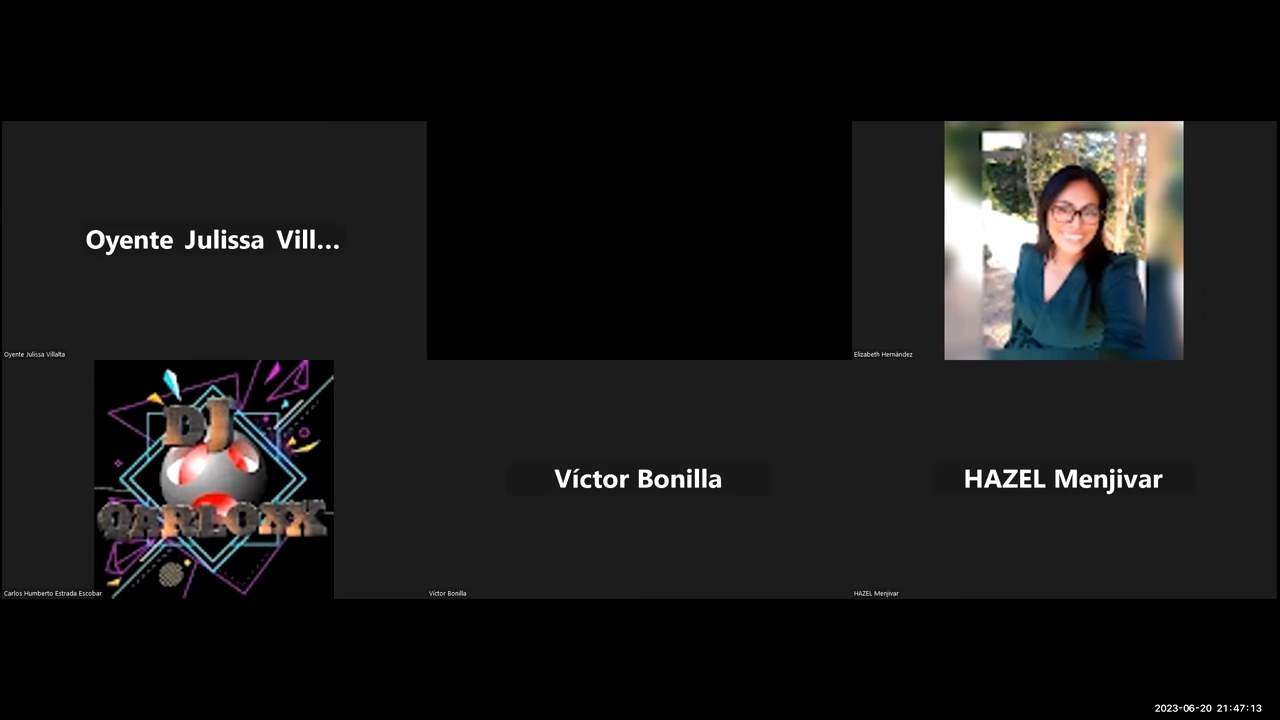 Oyente Julissa Vill...
Oyente Julissa Villalta
Elizabeth Hernández
DJ
QARLOXX
Carlos Humberto Estrada Escobar
Víctor Bonilla
Víctor Bonilla
HAZEL Menjivar
HAZEL Menjivar
2023-06-20 21:47:13